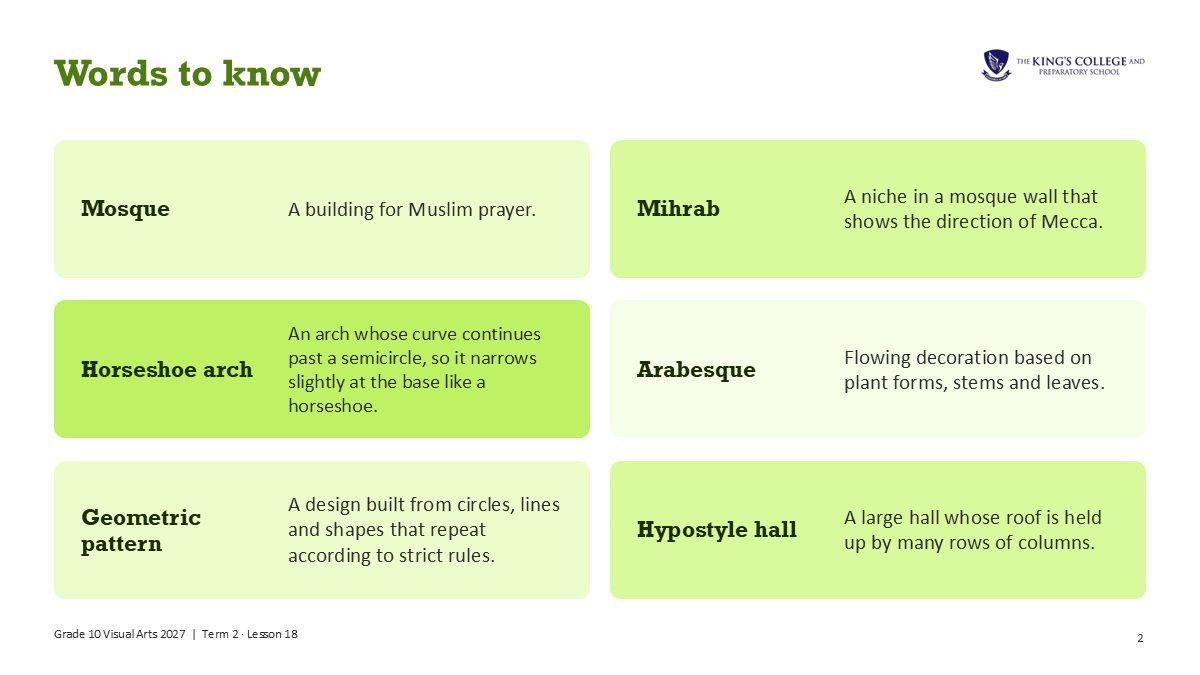 Words to know
THE KING'S COLLEGE AND
PREPARATORY SCHOOL
Mosque
A building for Muslim prayer.
Mihrab
A niche in a mosque wall that
shows the direction of Mecca.
Horseshoe arch
An arch whose curve continues
past a semicircle, so it narrows
slightly at the base like a
horseshoe.
Arabesque
Flowing decoration based on
plant forms, stems and leaves.
Geometric
pattern
A design built from circles, lines
and shapes that repeat
according to strict rules.
Hypostyle hall
A large hall whose roof is held
up by many rows of columns.
Grade 10 Visual Arts 2027 | Term 2 · Lesson 18
2